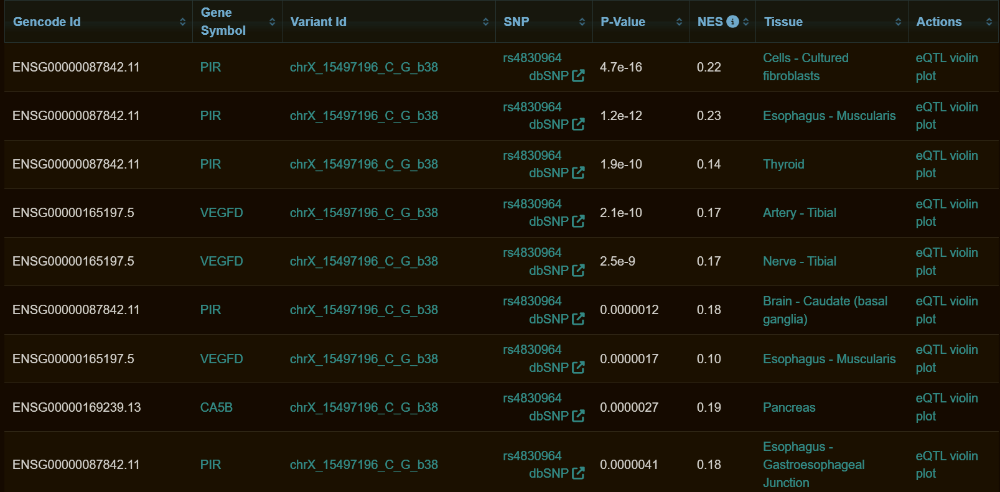 Gencode Id Gene Symbol Variant Id SNP P-Value NES Tissue Actions
ENSG00000087842.11 PIR chrX_15497196_C_G_b38 rs4830964 dbSNP 4.7e-16 0.22 Cells - Cultured fibroblasts eQTL violin plot
ENSG00000087842.11 PIR chrX_15497196_C_G_b38 rs4830964 dbSNP 1.2e-12 0.23 Esophagus - Muscularis eQTL violin plot
ENSG00000087842.11 PIR chrX_15497196_C_G_b38 rs4830964 dbSNP 1.9e-10 0.14 Thyroid eQTL violin plot
ENSG00000165197.5 VEGFD chrX_15497196_C_G_b38 rs4830964 dbSNP 2.1e-10 0.17 Artery - Tibial eQTL violin plot
ENSG00000165197.5 VEGFD chrX_15497196_C_G_b38 rs4830964 dbSNP 2.5e-9 0.17 Nerve - Tibial eQTL violin plot
ENSG00000087842.11 PIR chrX_15497196_C_G_b38 rs4830964 dbSNP 0.0000012 0.18 Brain - Caudate (basal ganglia) eQTL violin plot
ENSG00000165197.5 VEGFD chrX_15497196_C_G_b38 rs4830964 dbSNP 0.0000017 0.10 Esophagus - Muscularis eQTL violin plot
ENSG00000169239.13 CA5B chrX_15497196_C_G_b38 rs4830964 dbSNP 0.0000027 0.19 Pancreas eQTL violin plot
ENSG00000087842.11 PIR chrX_15497196_C_G_b38 rs4830964 dbSNP 0.0000041 0.18 Esophagus - Gastroesophageal Junction eQTL violin plot